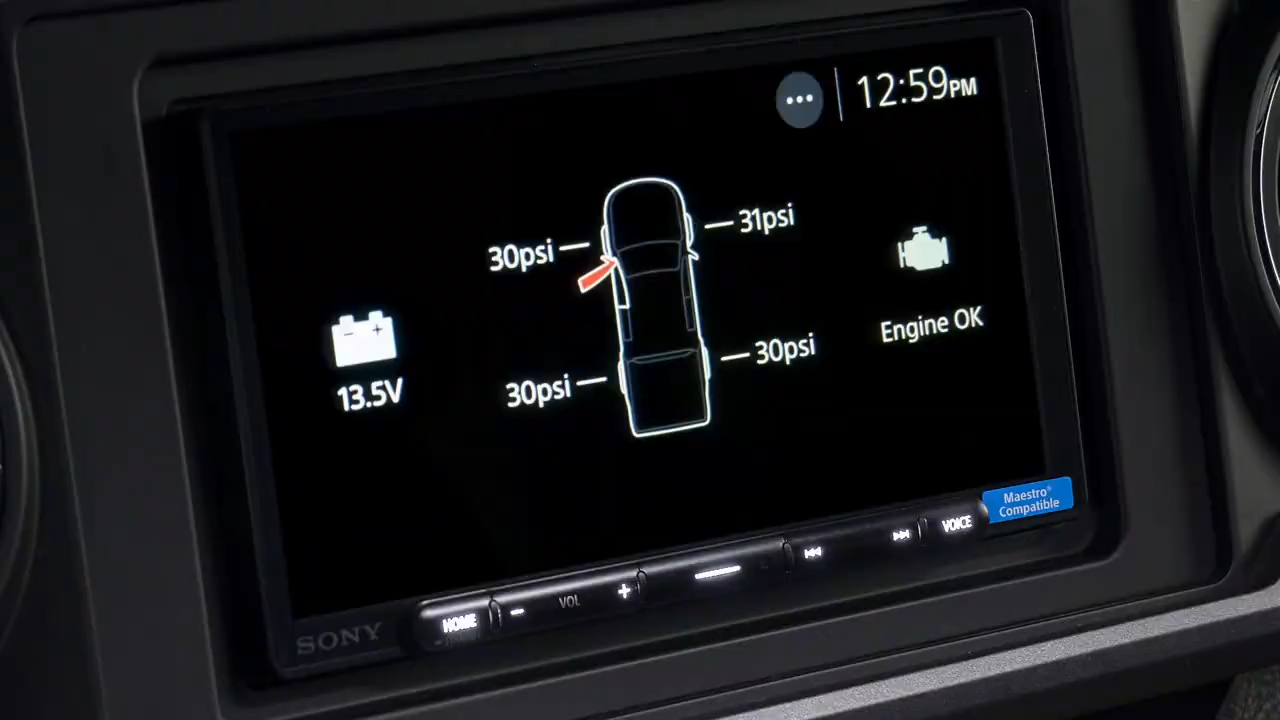 12:59PM
30psi
31psi
13.5V
30psi
30psi
Engine OK
SONY
HOME
VOL
VOICE
Maestro®
Compatible